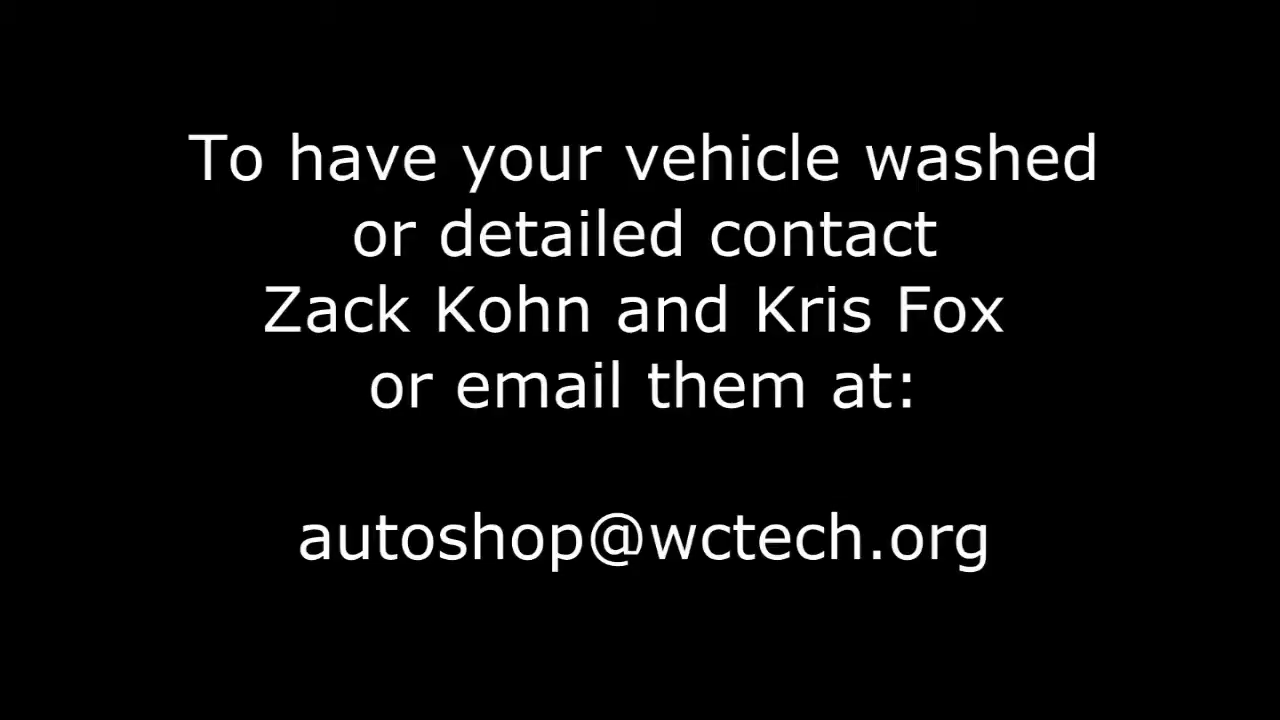 To have your vehicle washed
or detailed contact
Zack Kohn and Kris Fox
or email them at:
autoshop@wctech.org